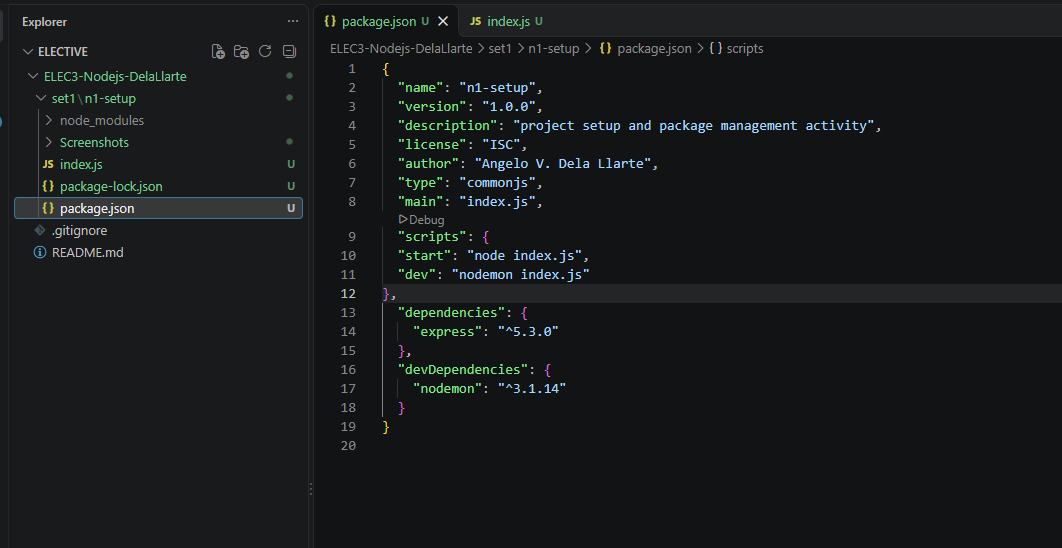 Explorer
ELECTIVE
ELEC3-Nodejs-DelaLlarte
set1\n1-setup
node_modules
Screenshots
JS index.js U
{} package-lock.json U
{} package.json U
.gitignore
README.md
{} package.json U
JS index.js U
ELEC3-Nodejs-DelaLlarte > set1 > n1-setup > {} package.json > {} scripts
1 {
2 "name": "n1-setup",
3 "version": "1.0.0",
4 "description": "project setup and package management activity",
5 "license": "ISC",
6 "author": "Angelo V. Dela Llarte",
7 "type": "commonjs",
8 "main": "index.js",
Debug
9 "scripts": {
10 "start": "node index.js",
11 "dev": "nodemon index.js"
12 },
13 "dependencies": {
14 "express": "^5.3.0"
15 },
16 "devDependencies": {
17 "nodemon": "^3.1.14"
18 }
19 }
20